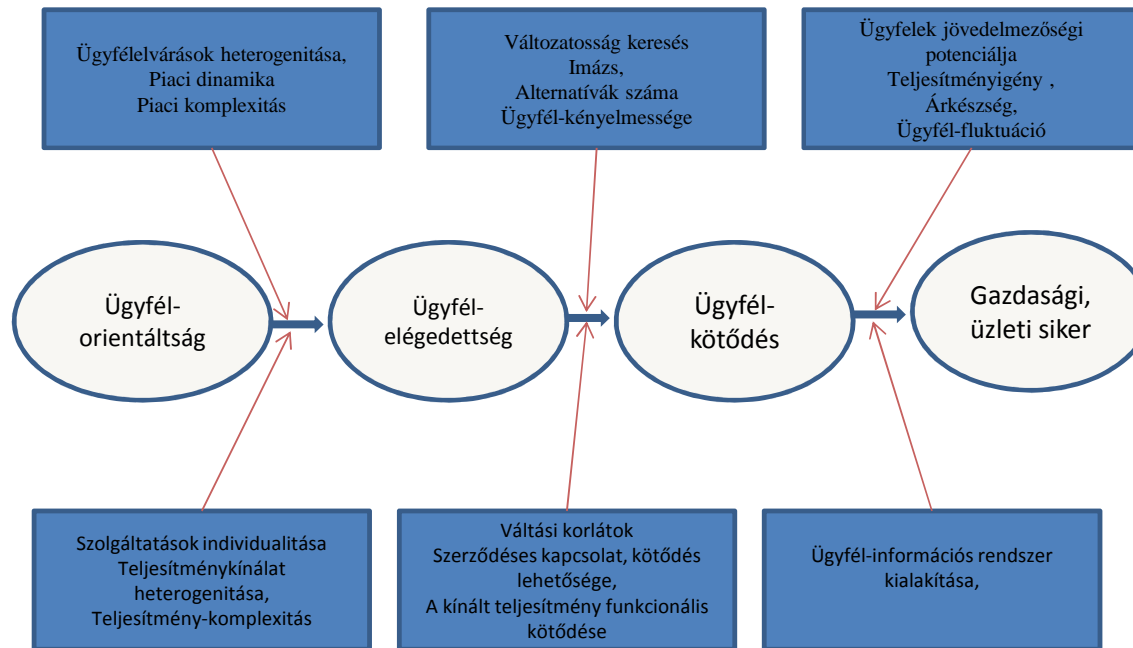 Ügyfélelvárások heterogenitása,
Piaci dinamika
Piaci komplexitás
Változatosság keresés
Imázs,
Alternatívák száma
Ügyfél-kényelmessége
Ügyfelek jövedelmezőségi
potenciálja
Teljesítményigény ,
Árkészség,
Ügyfél-fluktuáció
Ügyfél-
orientáltság
Ügyfél-
elégedettség
Ügyfél-
kötődés
Gazdasági,
üzleti siker
Szolgáltatások individualitása
Teljesítménykínálat
heterogenitása,
Teljesítmény-komplexitás
Váltási korlátok
Szerződéses kapcsolat, kötődés
lehetősége,
A kínált teljesítmény funkcionális
kötődése
Ügyfél-információs rendszer
kialakítása,